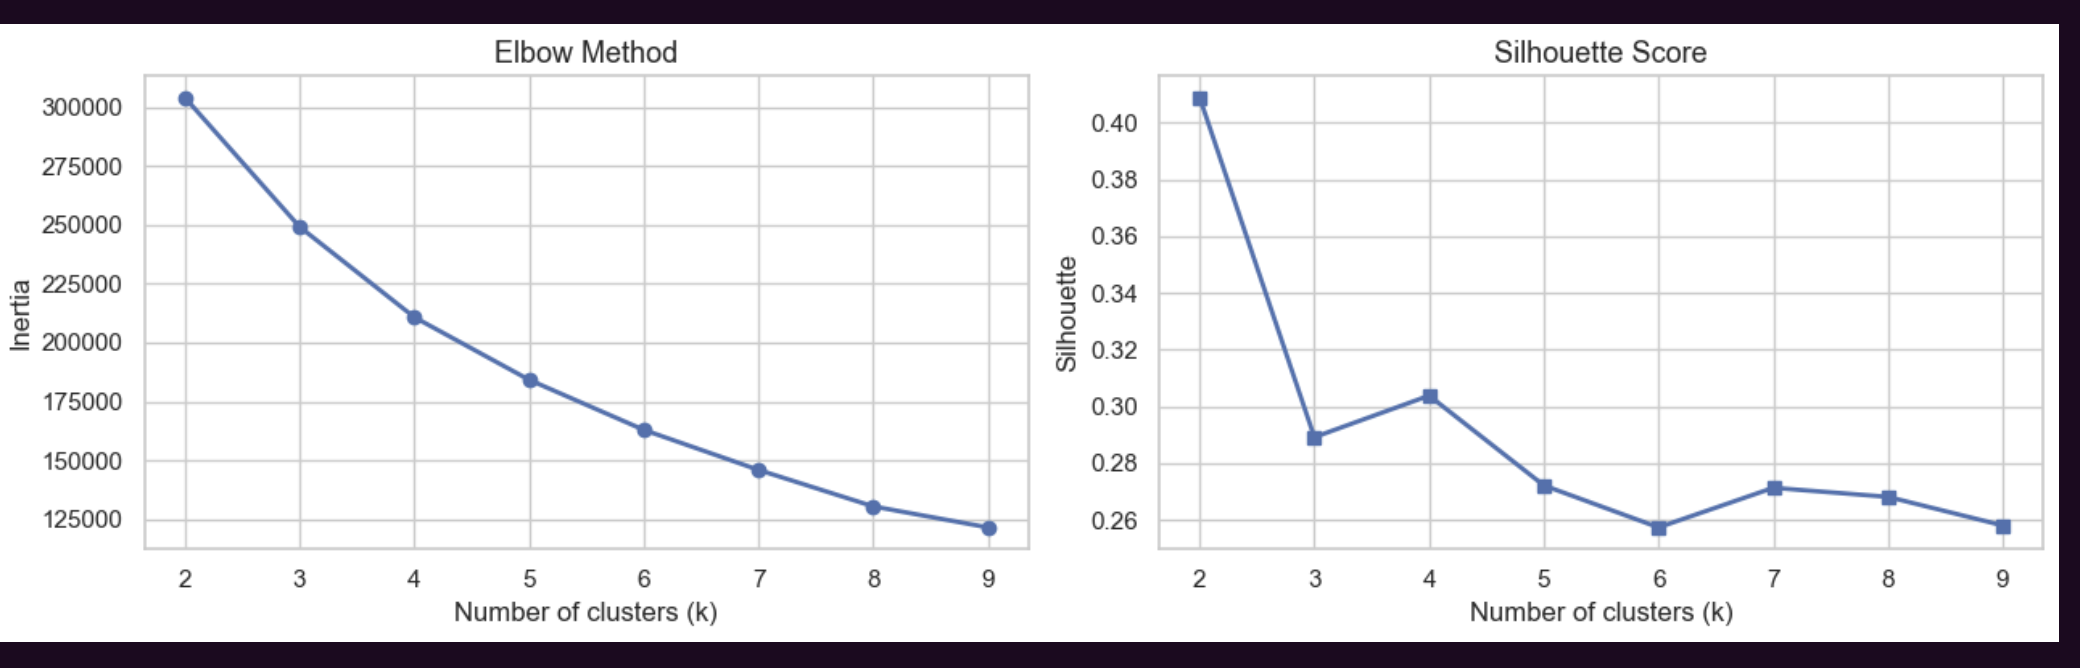 Elbow Method
300000
275000
250000
225000
200000
175000
150000
125000
Inertia
2 3 4 5 6 7 8 9
Number of clusters (k)
Silhouette Score
0.40
0.38
0.36
0.34
0.32
0.30
0.28
0.26
Silhouette
2 3 4 5 6 7 8 9
Number of clusters (k)